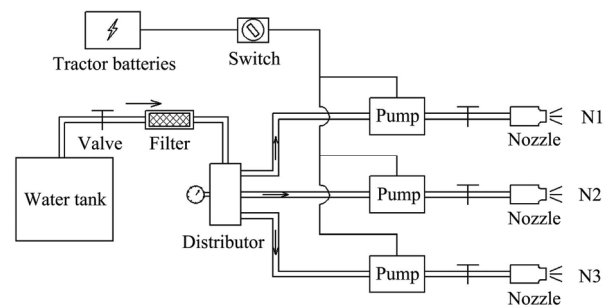 Tractor batteries
Switch
Valve
Filter
Water tank
Distributor
Pump
Nozzle
N1
Pump
Nozzle
N2
Pump
Nozzle
N3